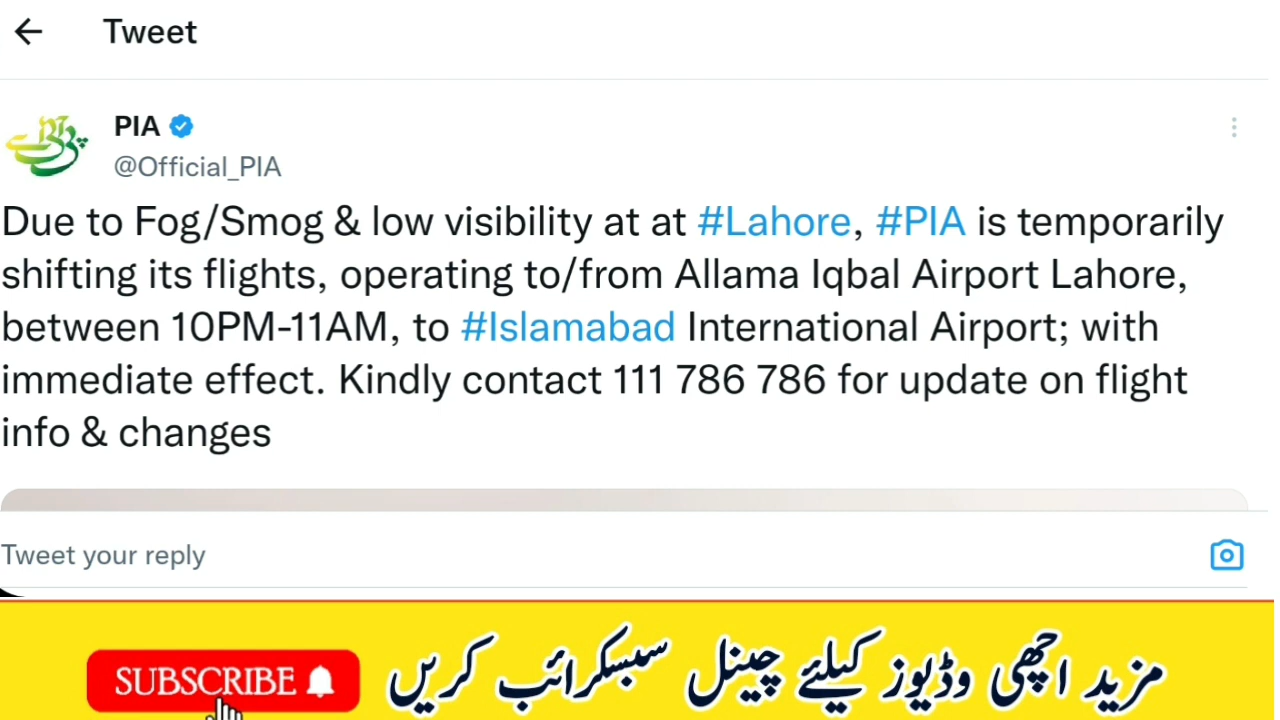 Tweet
PIA
@Official_PIA
Due to Fog/Smog & low visibility at at #Lahore, #PIA is temporarily
shifting its flights, operating to/from Allama Iqbal Airport Lahore,
between 10PM-11AM, to #Islamabad International Airport; with
immediate effect. Kindly contact 111 786 786 for update on flight
info & changes
Tweet your reply
SUBSCRIBE
مزید اچھی وڈیوز کیلئے چینل سبسکرائب کریں